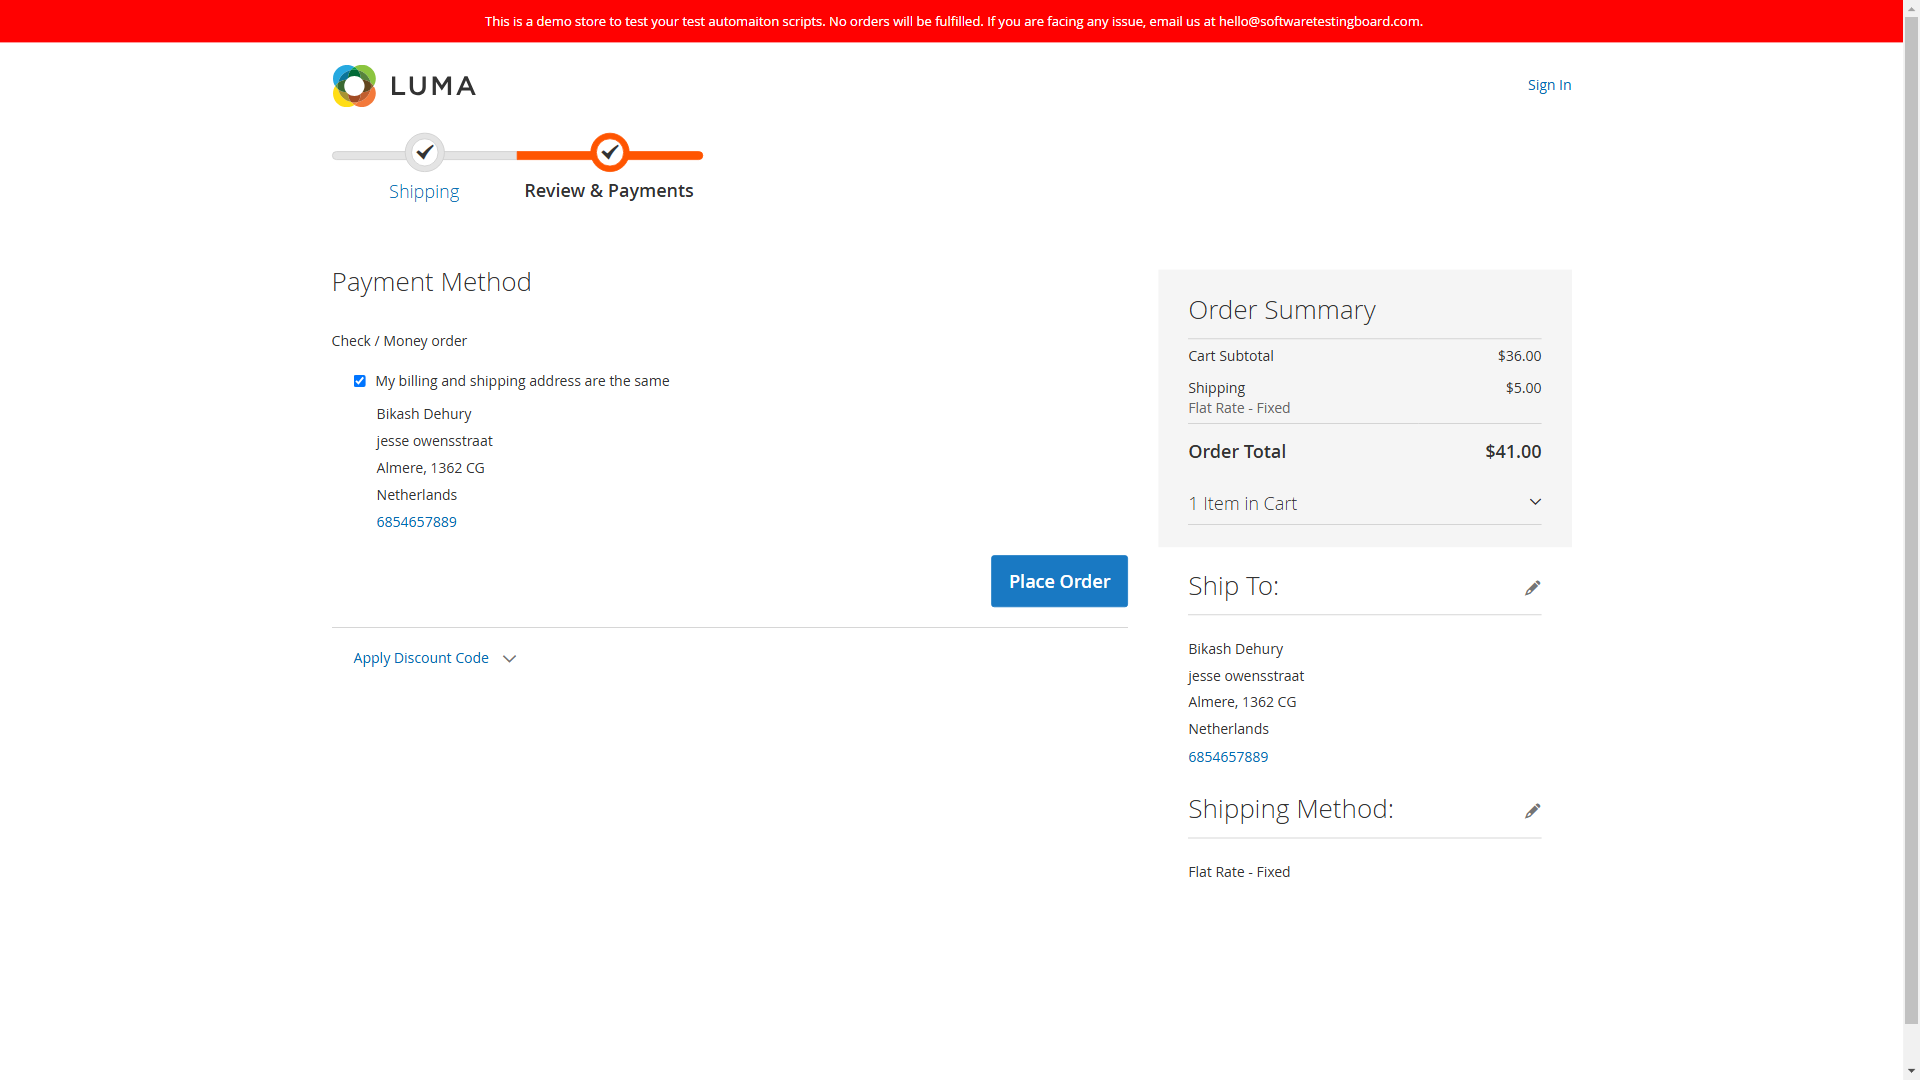 This is a demo store to test your test automaiton scripts. No orders will be fulfilled. If you are facing any issue, email us at hello@softwaretestingboard.com.
LUMA
Sign In
Shipping
Review & Payments
Payment Method
Check / Money order
My billing and shipping address are the same
Bikash Dehury
jesse owensstraat
Almere, 1362 CG
Netherlands
6854657889
Place Order
Apply Discount Code
Order Summary
Cart Subtotal $36.00
Shipping $5.00
Flat Rate - Fixed
Order Total $41.00
1 Item in Cart
Ship To:
Bikash Dehury
jesse owensstraat
Almere, 1362 CG
Netherlands
6854657889
Shipping Method:
Flat Rate - Fixed